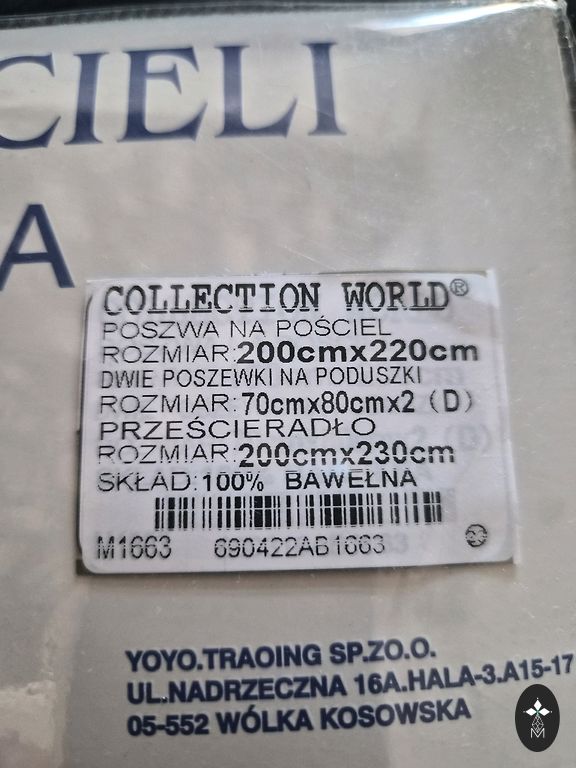 CIELI
A
COLLECTION WORLD®
POSZWA NA POŚCIEL
ROZMIAR:200cmx220cm
DWIE POSZEWKI NA PODUSZKI
ROZMIAR:70cmx80cmx2 (D)
PRZEŚCIERADŁO
ROZMIAR:200cmx230cm
SKŁAD:100% BAWEŁNA
M1663 690422AB1663
YOYO.TRAOING SP.ZO.O.
UL.NADRZECZNA 16A.HALA-3.A15-17
05-552 WÓLKA KOSOWSKA
M